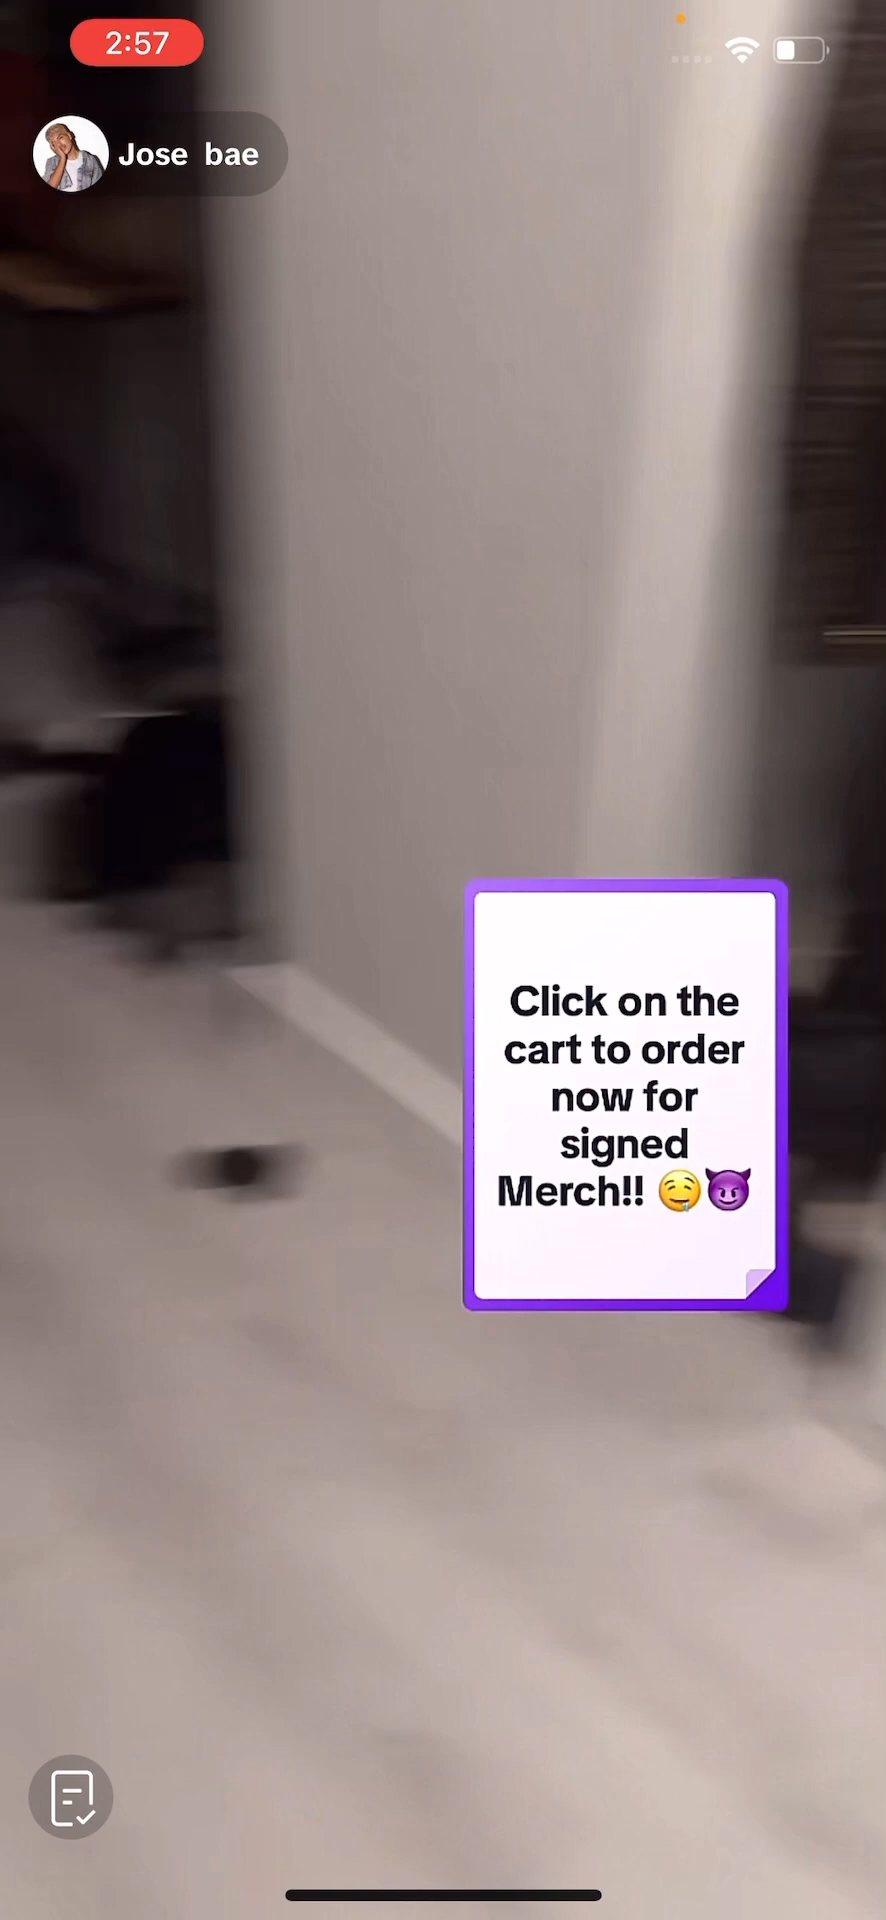 2:57
Jose bae
Click on the
cart to order
now for
signed
Merch!! 🤤😈